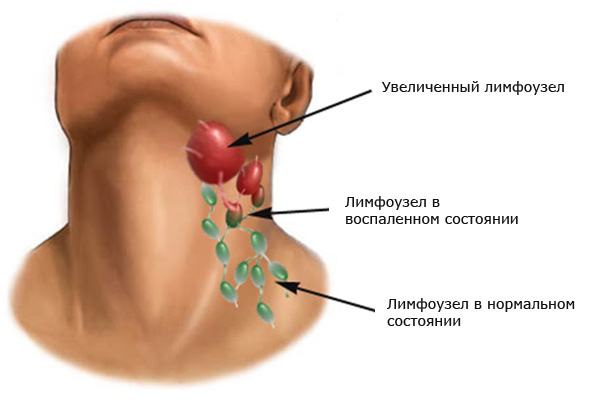 Увеличенный лимфоузел
Лимфоузел в
воспаленном состоянии
Лимфоузел в нормальном
состоянии